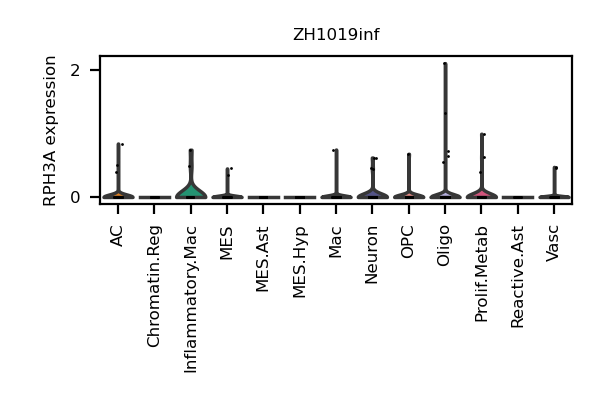 ZH1019inf
RPH3A expression
2
0
AC
Chromatin.Reg
Inflammatory.Mac
MES
MES.Ast
MES.Hyp
Mac
Neuron
OPC
Oligo
Prolif.Metab
Reactive.Ast
Vasc